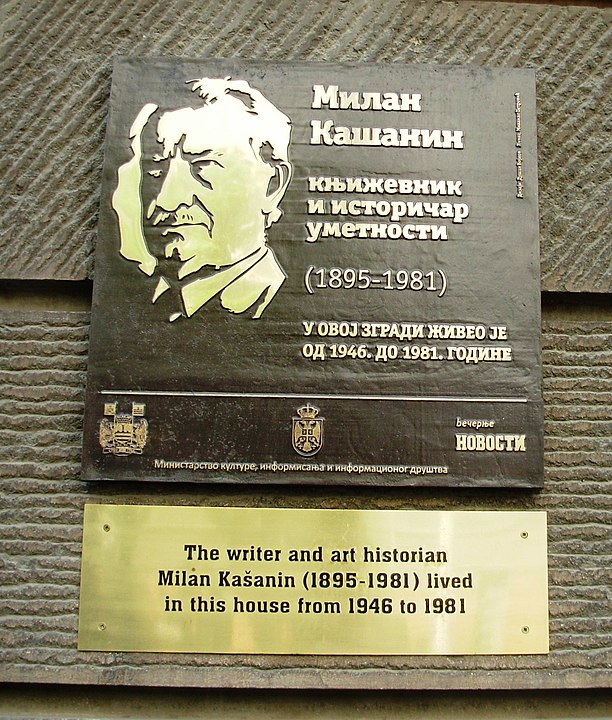 Милан
Кашанин
књижевник
и историчар
уметности
(1895-1981)
У ОВОЈ ЗГРАДИ ЖИВЕО ЈЕ
ОД 1946. ДО 1981. ГОДИНЕ
Вечерње
НОВОСТИ
Министарство културе, информисања и информационог друштва
The writer and art historian
Milan Kašanin (1895-1981) lived
in this house from 1946 to 1981